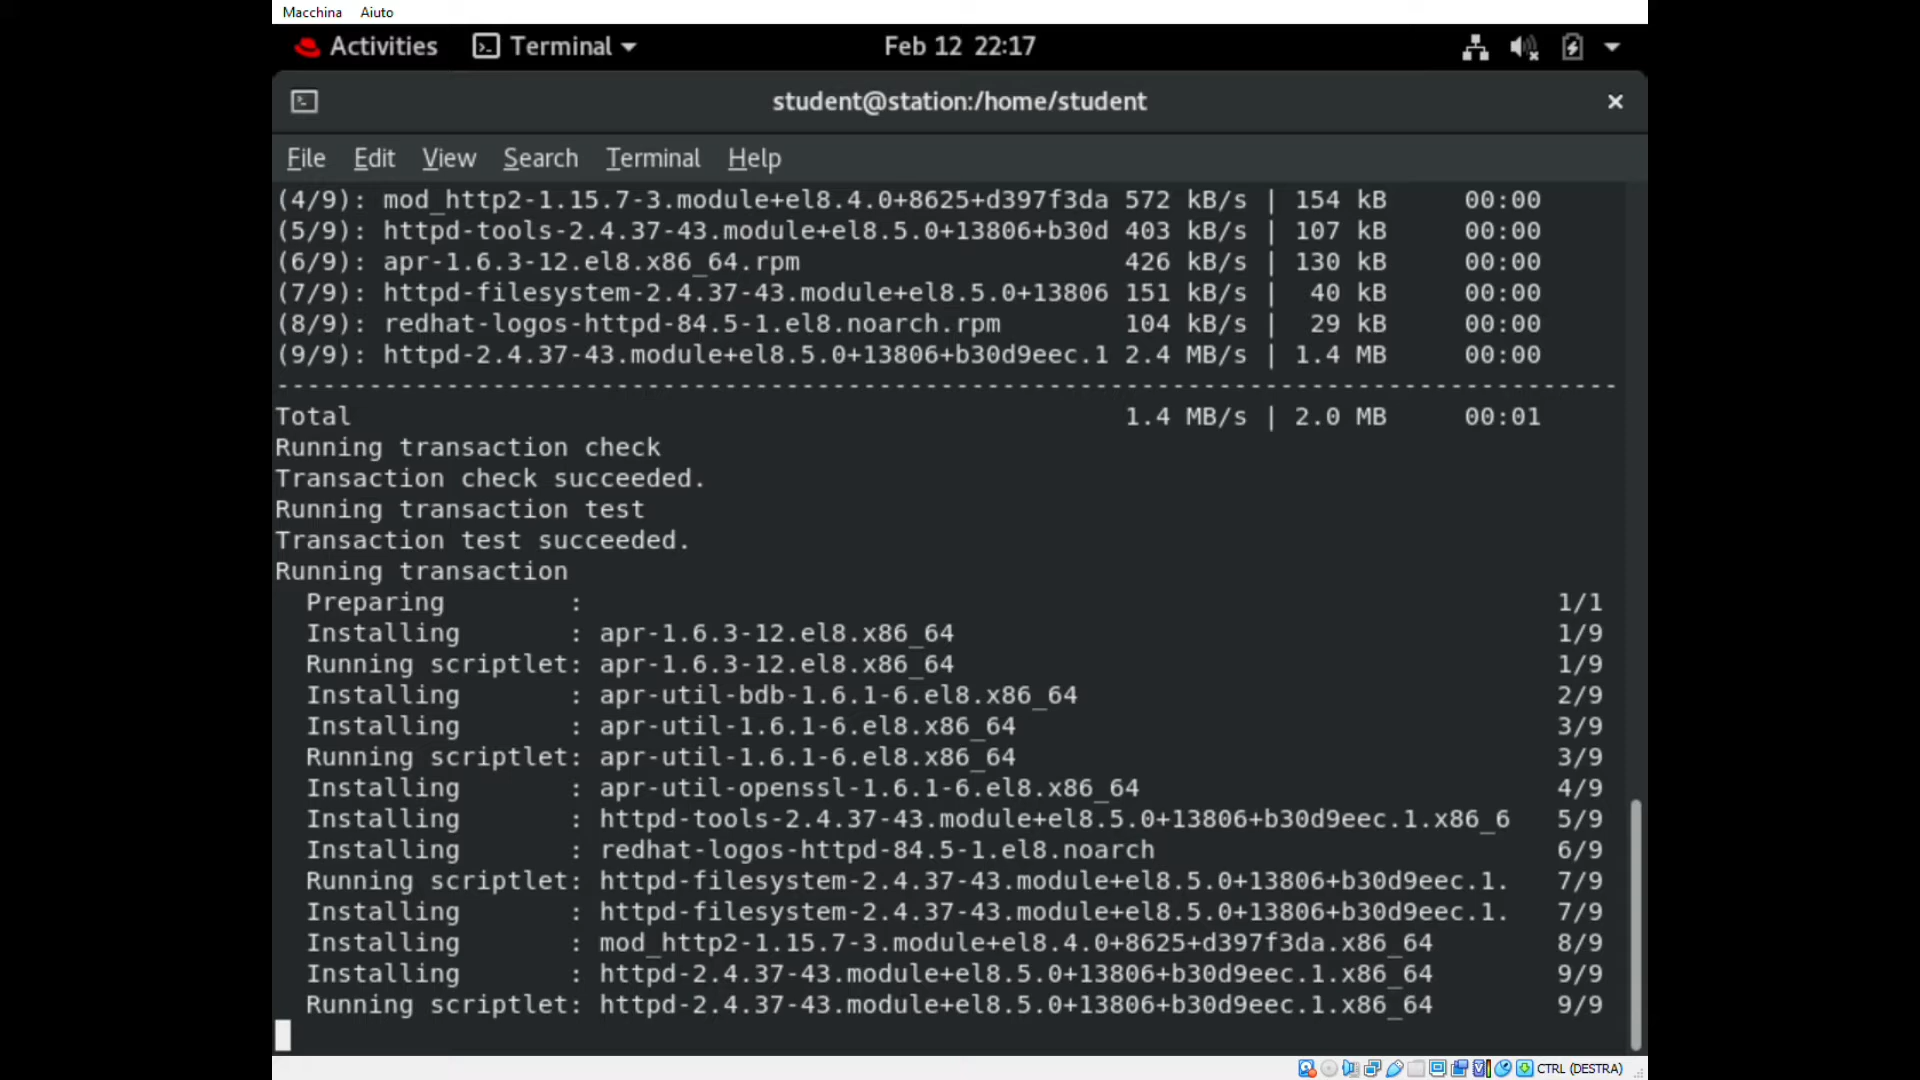 Macchina Aiuto
Activities Terminal Feb 12 22:17
student@station:/home/student
File Edit View Search Terminal Help
(4/9): mod_http2-1.15.7-3.module+el8.4.0+8625+d397f3da 572 kB/s | 154 kB 00:00
(5/9): httpd-tools-2.4.37-43.module+el8.5.0+13806+b30d 403 kB/s | 107 kB 00:00
(6/9): apr-1.6.3-12.el8.x86_64.rpm 426 kB/s | 130 kB 00:00
(7/9): httpd-filesystem-2.4.37-43.module+el8.5.0+13806 151 kB/s | 40 kB 00:00
(8/9): redhat-logos-httpd-84.5-1.el8.noarch.rpm 104 kB/s | 29 kB 00:00
(9/9): httpd-2.4.37-43.module+el8.5.0+13806+b30d9eec.1 2.4 MB/s | 1.4 MB 00:00
--------------------------------------------------------------------------------
Total 1.4 MB/s | 2.0 MB 00:01
Running transaction check
Transaction check succeeded.
Running transaction test
Transaction test succeeded.
Running transaction
Preparing : 1/1
Installing : apr-1.6.3-12.el8.x86_64 1/9
Running scriptlet: apr-1.6.3-12.el8.x86_64 1/9
Installing : apr-util-bdb-1.6.1-6.el8.x86_64 2/9
Installing : apr-util-1.6.1-6.el8.x86_64 3/9
Running scriptlet: apr-util-1.6.1-6.el8.x86_64 3/9
Installing : apr-util-openssl-1.6.1-6.el8.x86_64 4/9
Installing : httpd-tools-2.4.37-43.module+el8.5.0+13806+b30d9eec.1.x86_6 5/9
Installing : redhat-logos-httpd-84.5-1.el8.noarch 6/9
Running scriptlet: httpd-filesystem-2.4.37-43.module+el8.5.0+13806+b30d9eec.1. 7/9
Installing : httpd-filesystem-2.4.37-43.module+el8.5.0+13806+b30d9eec.1. 7/9
Installing : mod_http2-1.15.7-3.module+el8.4.0+8625+d397f3da.x86_64 8/9
Installing : httpd-2.4.37-43.module+el8.5.0+13806+b30d9eec.1.x86_64 9/9
Running scriptlet: httpd-2.4.37-43.module+el8.5.0+13806+b30d9eec.1.x86_64 9/9
CTRL (DESTRA)